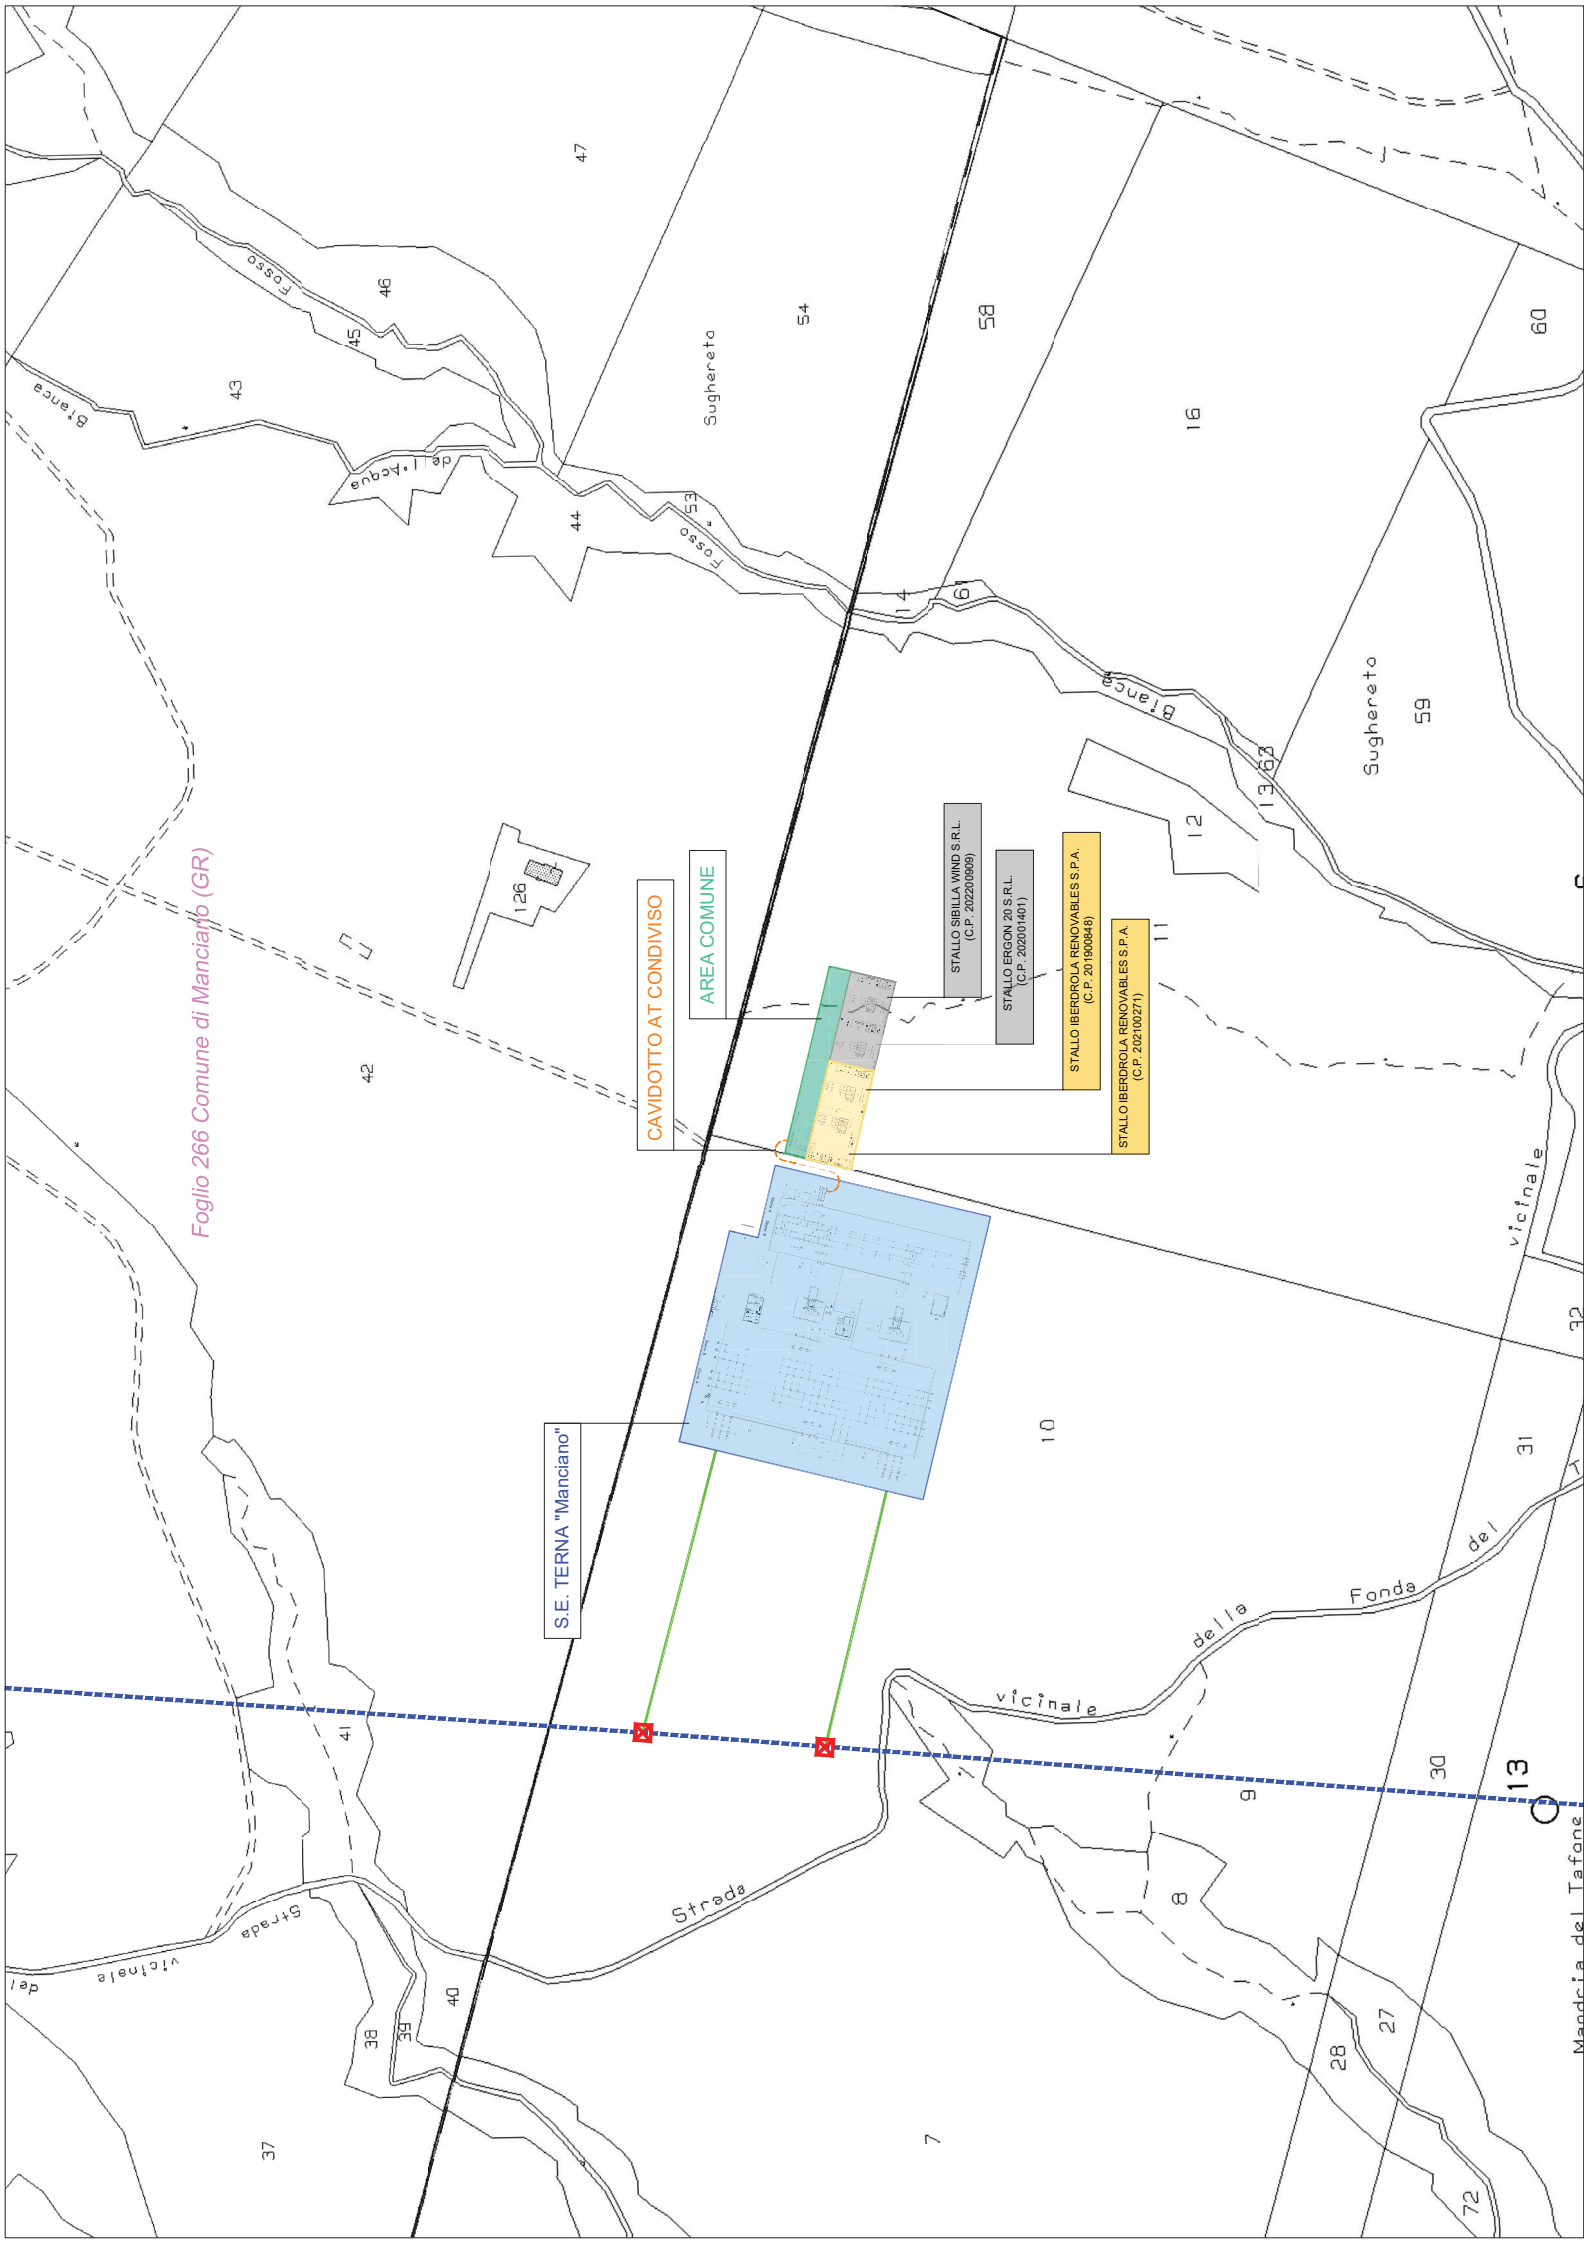 Foglio 266 Comune di Manciano (GR)
S.E. TERNA "Manciano"
CAVIDOTTO AT CONDIVISO
AREA COMUNE
STALLO SIBILLA WIND S.R.L.
(C.P. 202200909)
STALLO ERGON 20 S.R.L.
(C.P. 202001401)
STALLO IBERDROLA RENOVABLES S.P.A.
(C.P. 201900848)
STALLO IBERDROLA RENOVABLES S.P.A.
(C.P. 202100271)
37
38
39
40
41
42
43
44
45
46
47
53
54
58
126
Fosso
Bianca
dell'Acqua
Fosso
Sughereto
Strada
vicinale
del
14
61
16
60
59
Sughereto
Bianca
63
13
12
11
10
vicinale
32
31
30
Strada
vicinale
della
Fonda
del
9
8
7
27
28
72
13
Mandria del Tafone